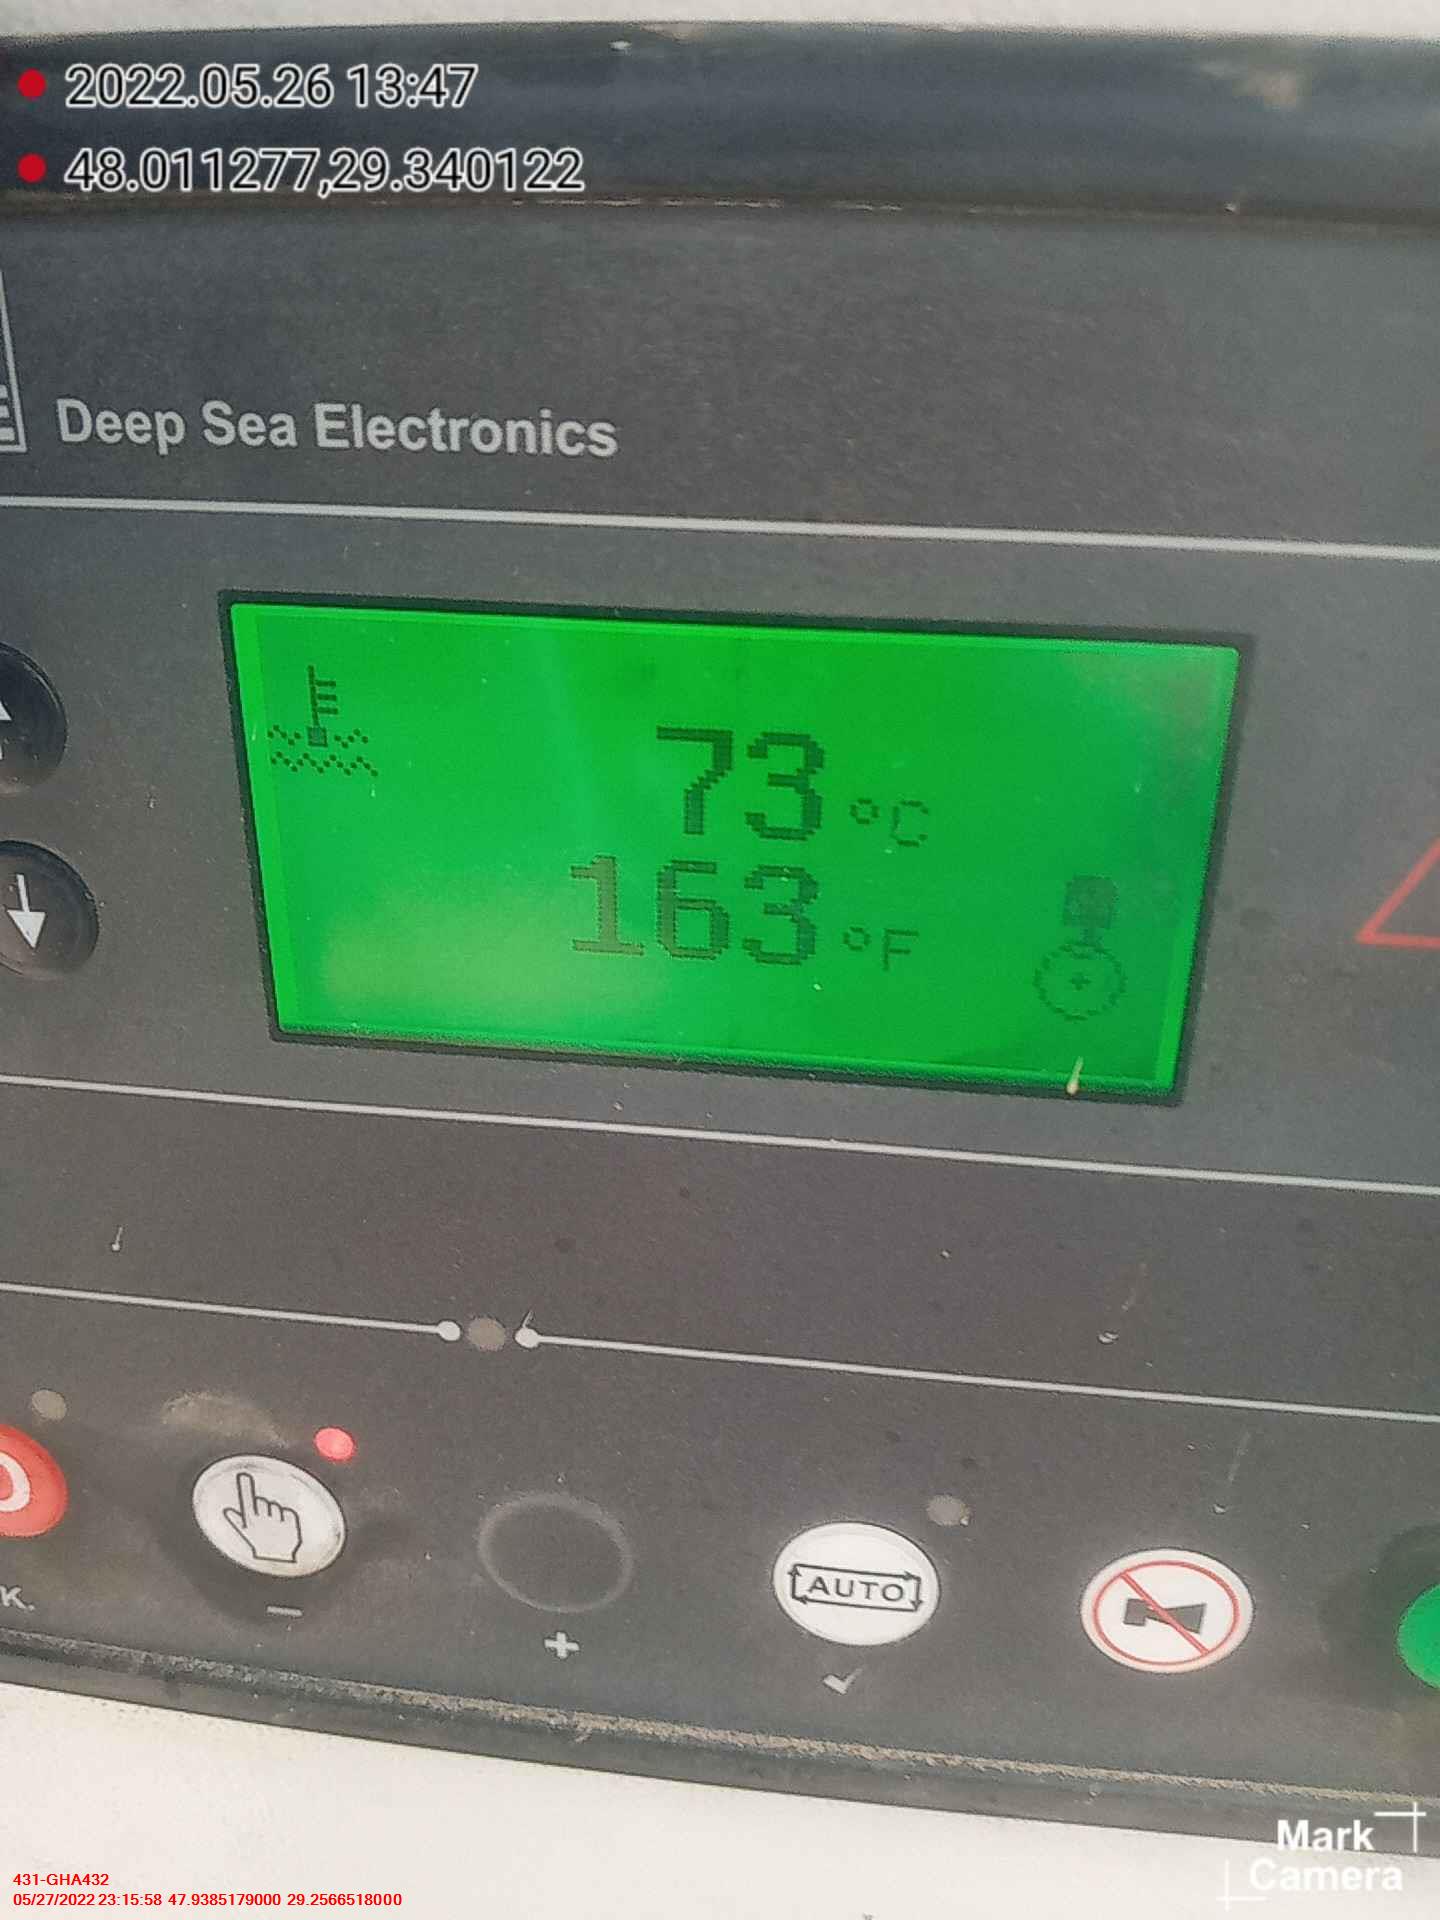 2022.05.26 13:47
48.011277,29.340122
Deep Sea Electronics
73 °C
163 °F
AUTO
Mark
Camera
431-GHA432
05/27/2022 23:15:58 47.9385179000 29.2566518000